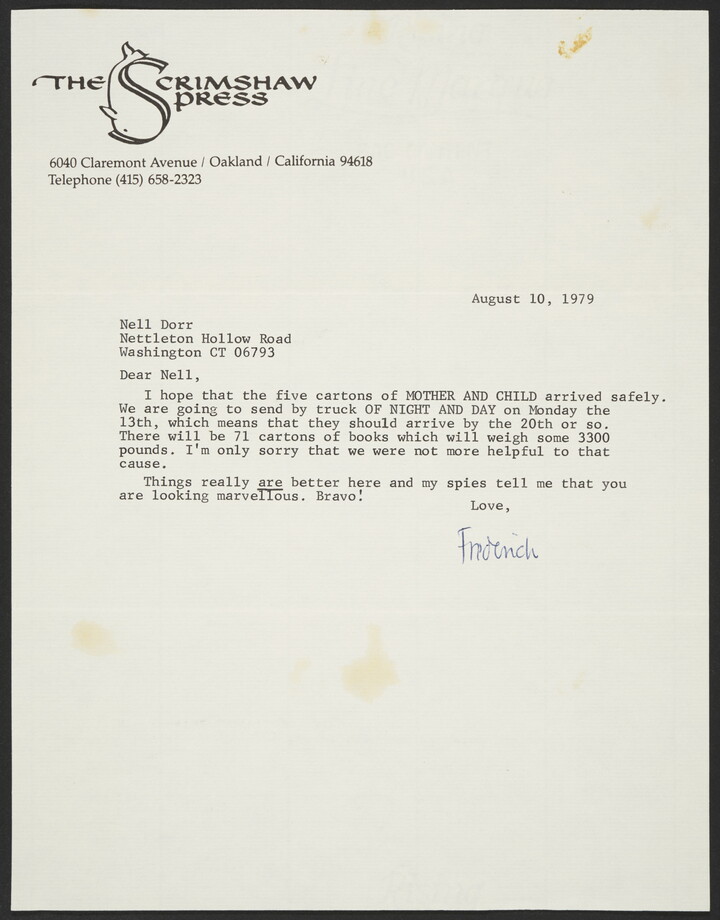 THE SCRIMSHAW
PRESS
6040 Claremont Avenue / Oakland / California 94618
Telephone (415) 658-2323
August 10, 1979
Nell Dorr
Nettleton Hollow Road
Washington CT 06793
Dear Nell,
I hope that the five cartons of MOTHER AND CHILD arrived safely.
We are going to send by truck OF NIGHT AND DAY on Monday the
13th, which means that they should arrive by the 20th or so.
There will be 71 cartons of books which will weigh some 3300
pounds. I'm only sorry that we were not more helpful to that
cause.
Things really are better here and my spies tell me that you
are looking marvellous. Bravo!
Love,
Frederich